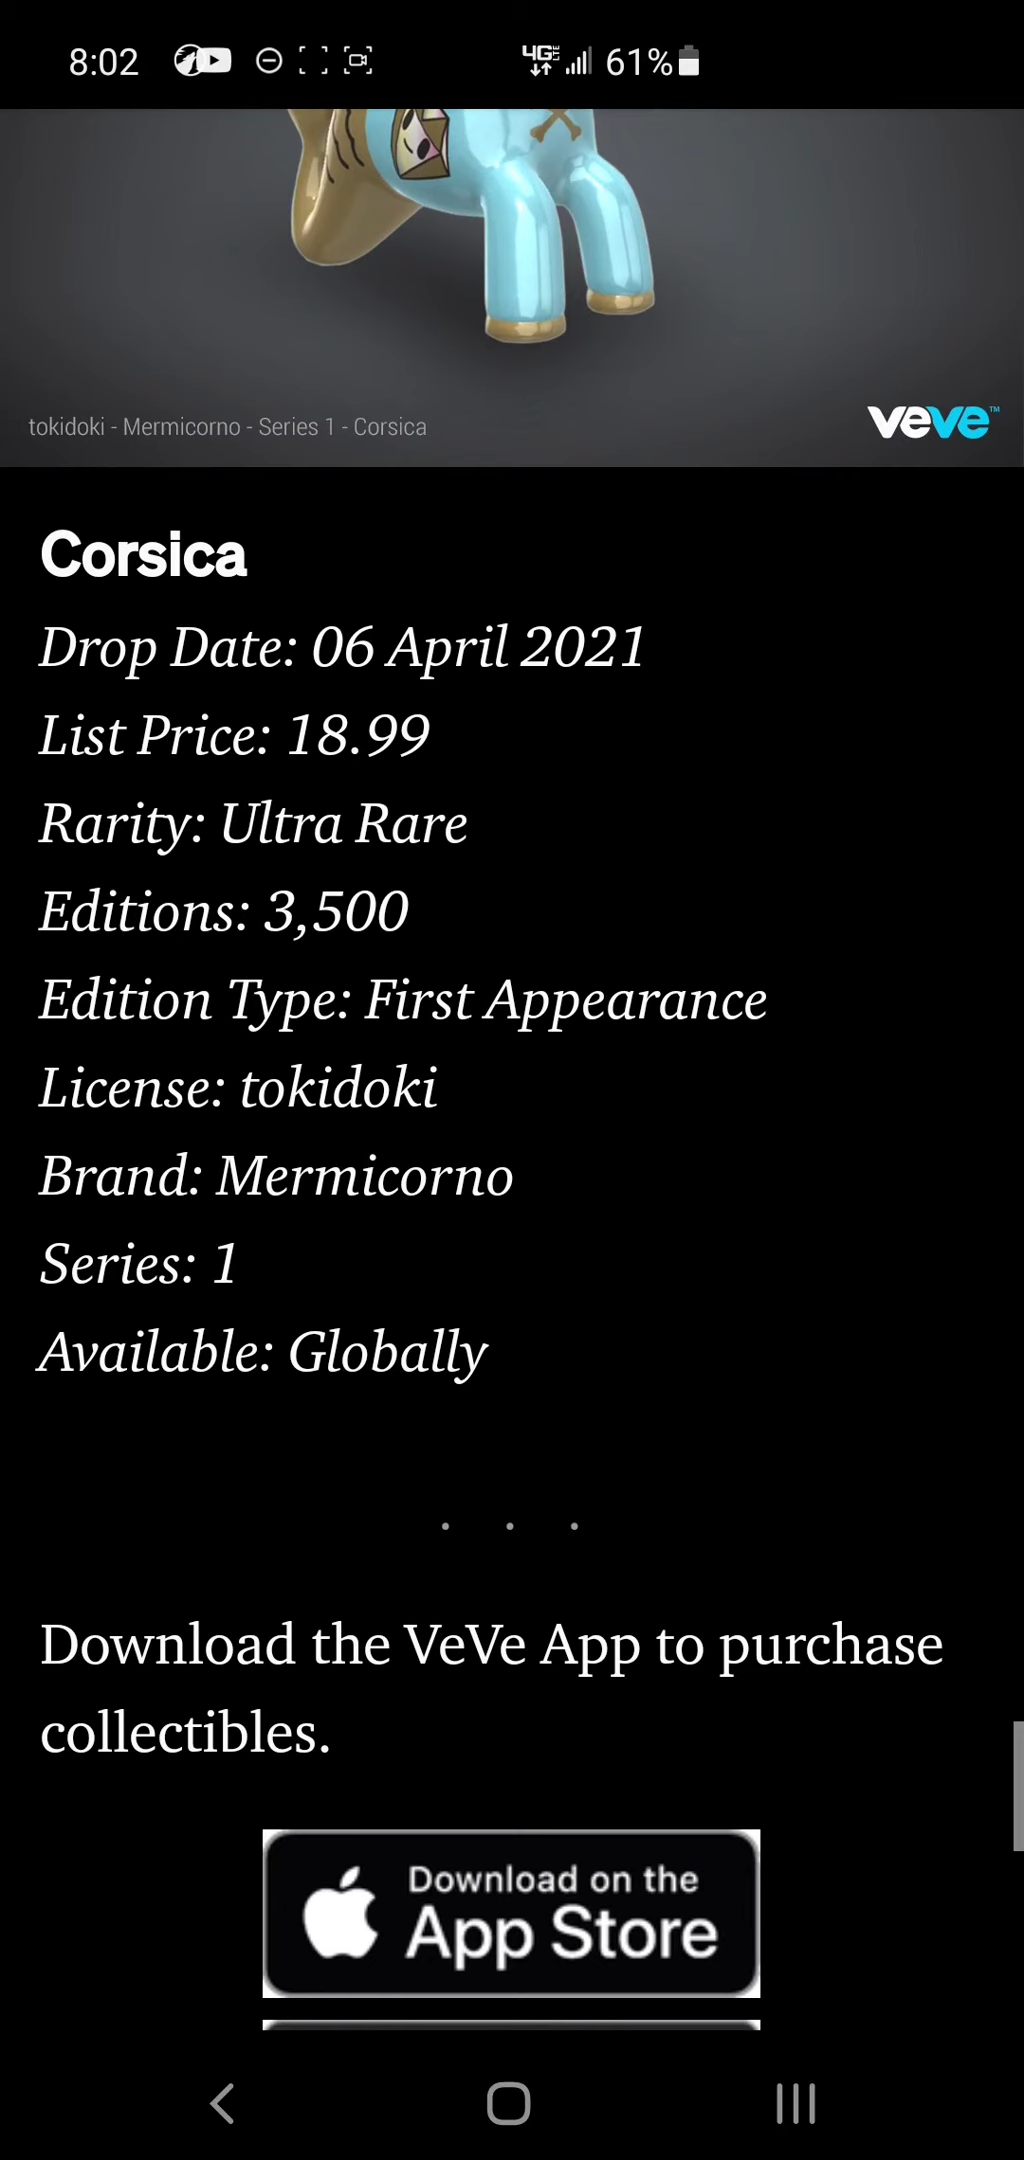 8:02
4G LTE 61%
tokidoki - Mermicorno - Series 1 - Corsica
veve™
Corsica
Drop Date: 06 April 2021
List Price: 18.99
Rarity: Ultra Rare
Editions: 3,500
Edition Type: First Appearance
License: tokidoki
Brand: Mermicorno
Series: 1
Available: Globally
. . .
Download the VeVe App to purchase
collectibles.
Download on the
App Store